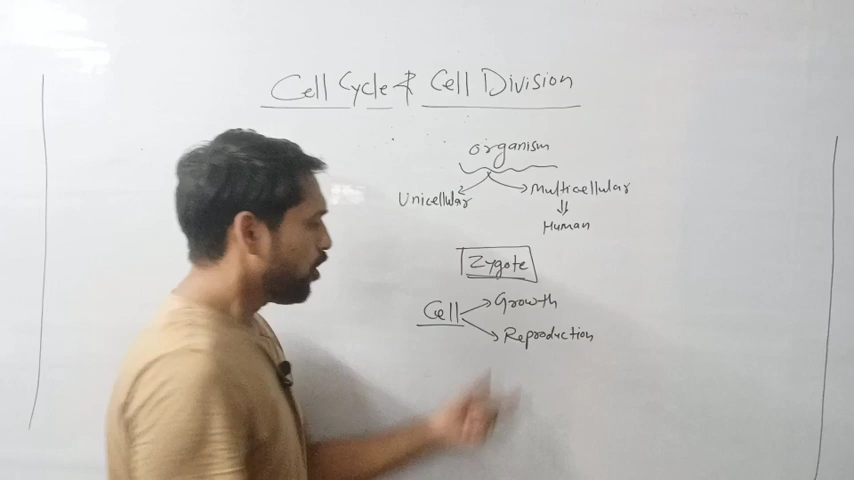 Cell Cycle & Cell Division
organism
Unicellular Multicellular
Human
Zygote
Cell Growth
Reproduction